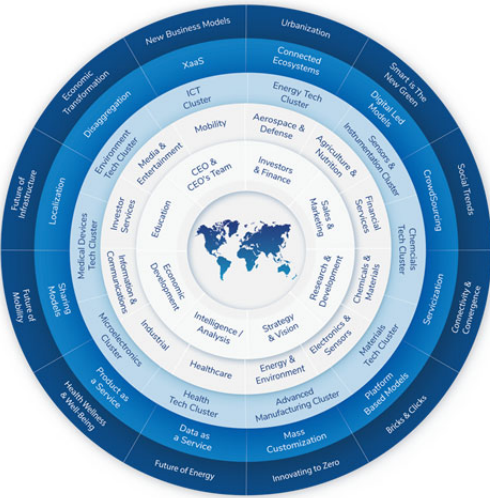 Urbanization
Smart is The
New Green
Social Trends
Connectivity &
Convergence
Bricks & Clicks
Innovating to Zero
Future of Energy
Health Wellness
& Well-Being
Future of
Mobility
Future of
Infrastructure
Economic
Transformation
New Business Models
Connected
Ecosystems
Digital Led
Models
CrowdSourcing
Servicization
Platform
Based Models
Mass
Customization
Data as
a Service
Product as
a Service
Sharing
Models
Localization
Disaggregation
XaaS
Energy Tech
Cluster
Sensors &
Instrumentation Cluster
Chemcials
Tech Cluster
Materials
Tech Cluster
Advanced
Manufacturing Cluster
Health
Tech Cluster
Microelectronics
Cluster
Medical Devices
Tech Cluster
Environment
Tech Cluster
ICT
Cluster
Aerospace &
Defense
Agriculture &
Nutrition
Financial
Services
Chemicals &
Materials
Electronics &
Sensors
Energy &
Environment
Healthcare
Industrial
Information &
Communications
Investor
Services
Media &
Entertainment
Mobility
Investors
& Finance
Sales &
Marketing
Research &
Development
Strategy
& Vision
Intelligence /
Analysis
Economic
Development
Education
CEO &
CEO's Team